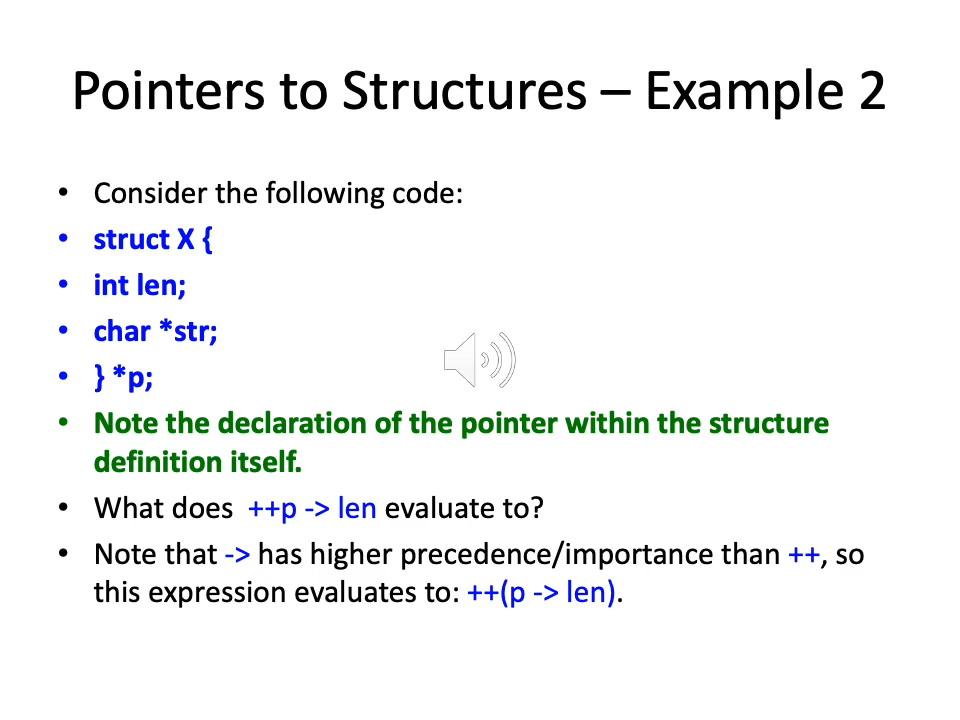 Pointers to Structures – Example 2
• Consider the following code:
• struct X {
• int len;
• char *str;
• } *p;
• Note the declaration of the pointer within the structure
definition itself.
• What does ++p -> len evaluate to?
• Note that -> has higher precedence/importance than ++, so
this expression evaluates to: ++(p -> len).